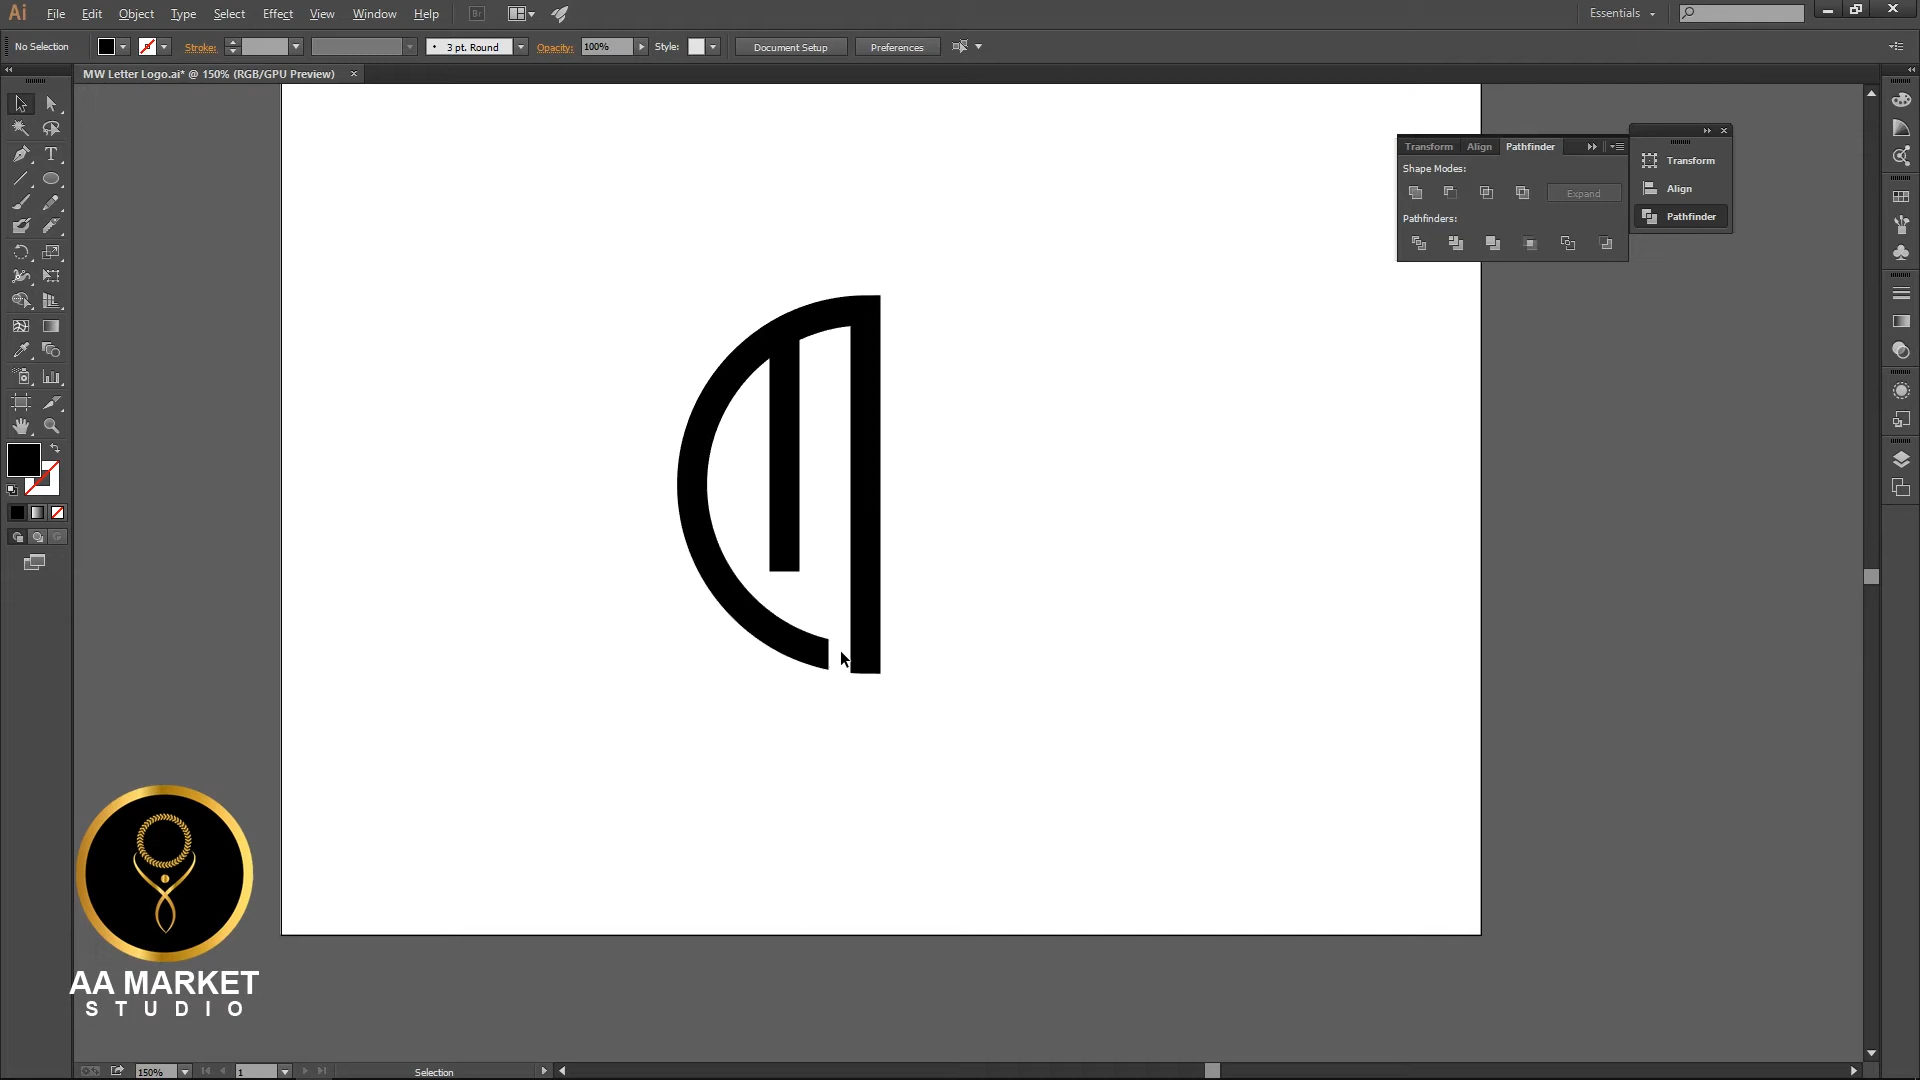 Ai File Edit Object Type Select Effect View Window Help Br Essentials
No Selection Stroke: 3 pt. Round Opacity: 100% Style: Document Setup Preferences
MW Letter Logo.ai* @ 150% (RGB/GPU Preview)
Transform Align Pathfinder
Shape Modes:
Expand
Pathfinders:
Transform
Align
Pathfinder
AA MARKET
STUDIO
150% 1 Selection